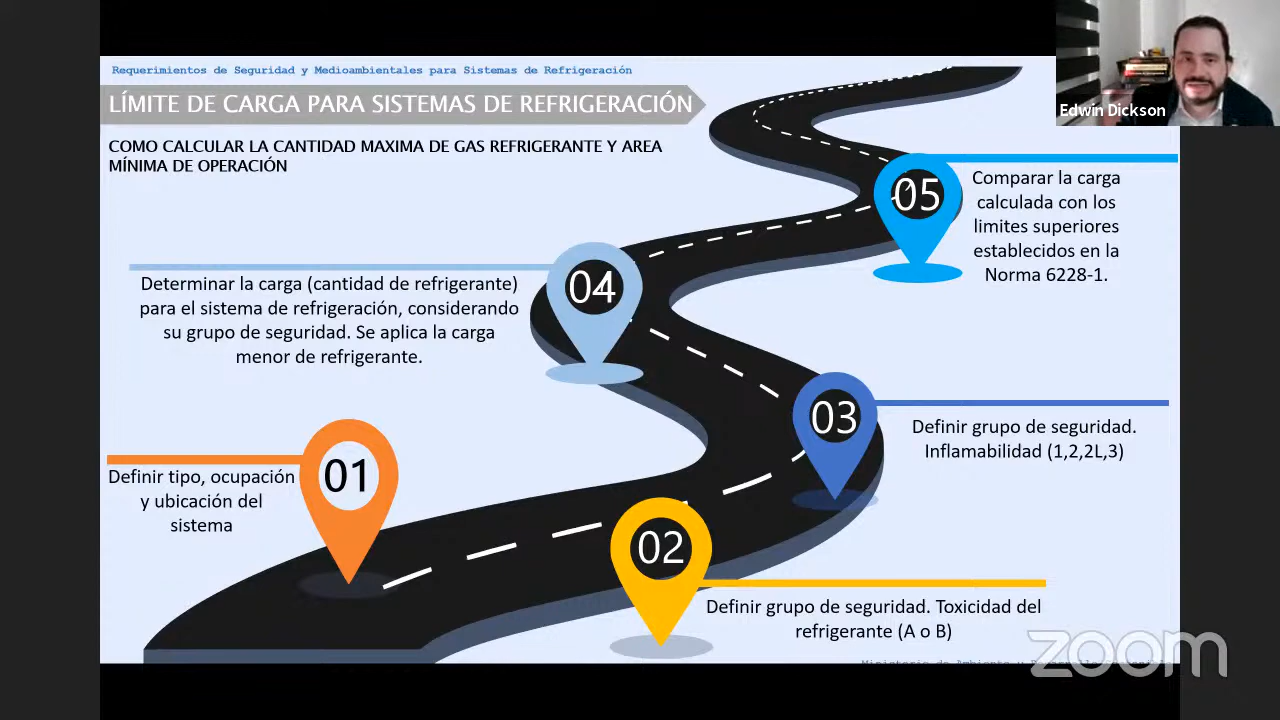 Requerimientos de Seguridad y Medioambientales para Sistemas de Refrigeración
LÍMITE DE CARGA PARA SISTEMAS DE REFRIGERACIÓN
COMO CALCULAR LA CANTIDAD MAXIMA DE GAS REFRIGERANTE Y AREA
MÍNIMA DE OPERACIÓN
Edwin Dickson
05
Comparar la carga
calculada con los
limites superiores
establecidos en la
Norma 6228-1.
04
Determinar la carga (cantidad de refrigerante)
para el sistema de refrigeración, considerando
su grupo de seguridad. Se aplica la carga
menor de refrigerante.
03
Definir grupo de seguridad.
Inflamabilidad (1,2,2L,3)
01
Definir tipo, ocupación
y ubicación del
sistema
02
Definir grupo de seguridad. Toxicidad del
refrigerante (A o B)
zoom